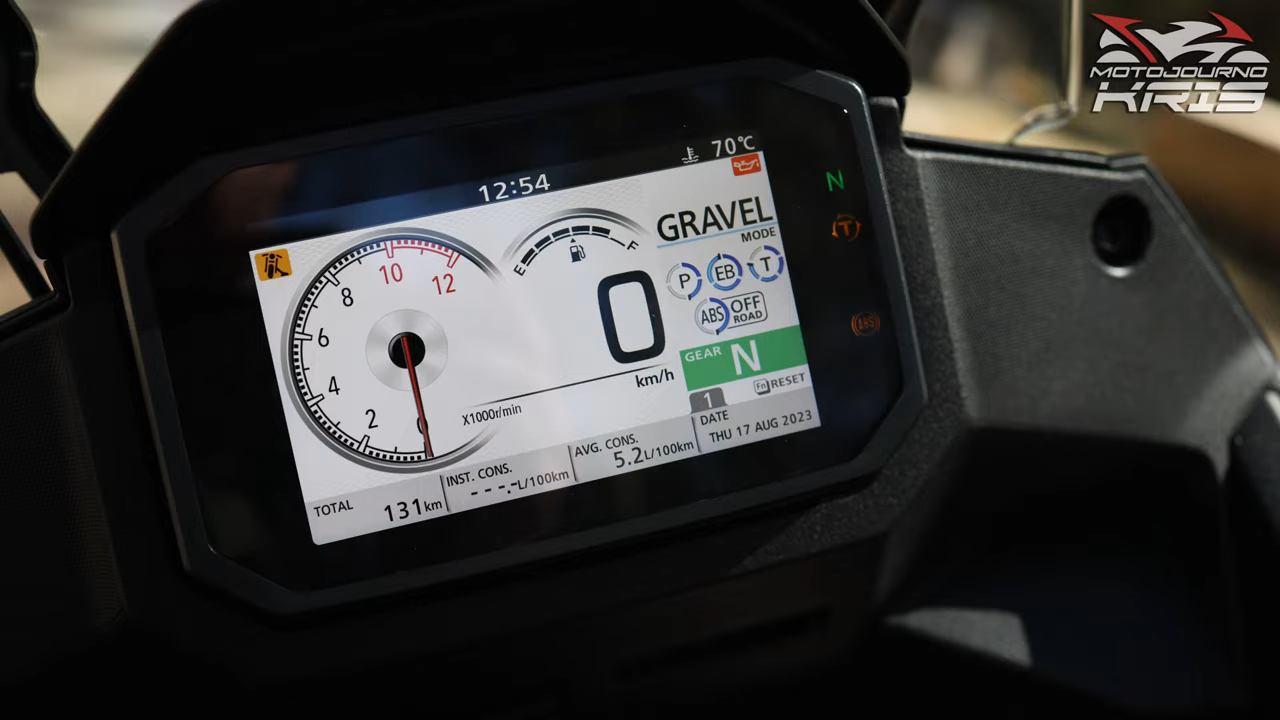 MOTOJOURNO
KRIS
70°C
12:54
N
T
GRAVEL
MODE
E
F
10
12
8
6
4
2
0
P
EB
T
ABS
OFF
ROAD
0
km/h
GEAR N
ABS
X1000r/min
Fn RESET
1
TOTAL
131km
INST. CONS.
---.-L/100km
AVG. CONS.
5.2L/100km
DATE
THU 17 AUG 2023